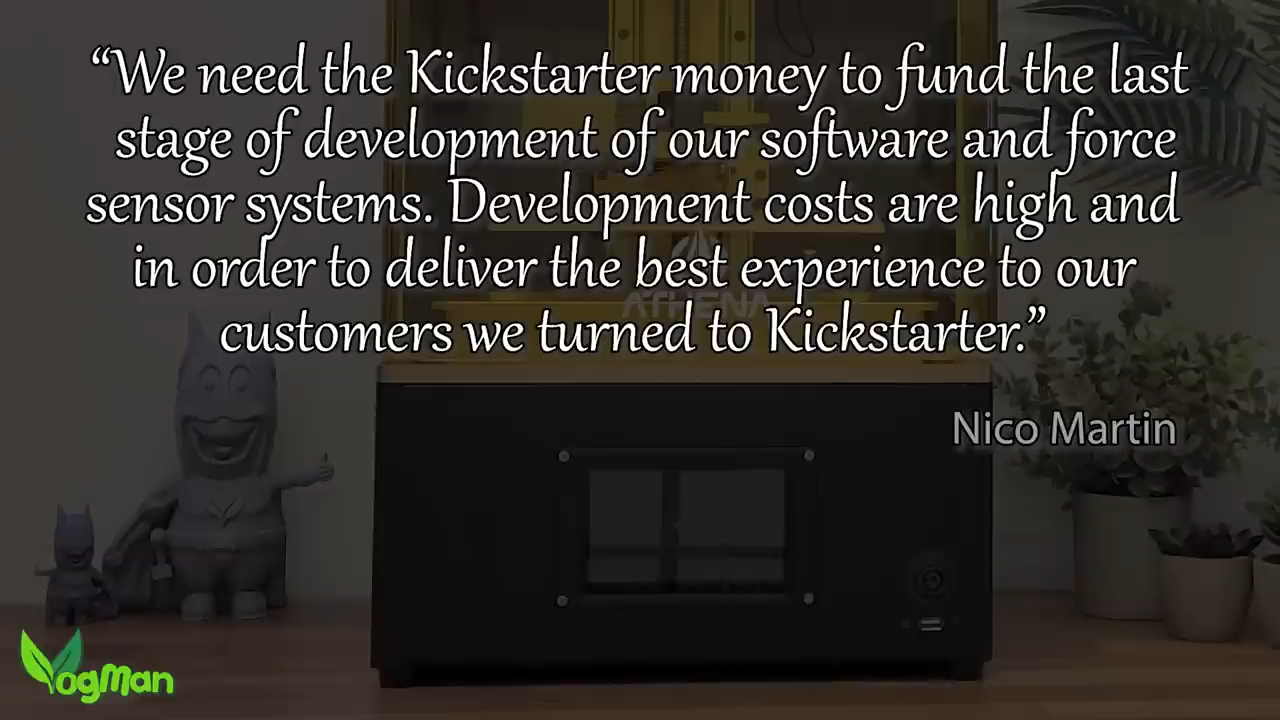 “We need the Kickstarter money to fund the last
stage of development of our software and force
sensor systems. Development costs are high and
in order to deliver the best experience to our
customers we turned to Kickstarter.”
ATHENA
Nico Martin
VogMan